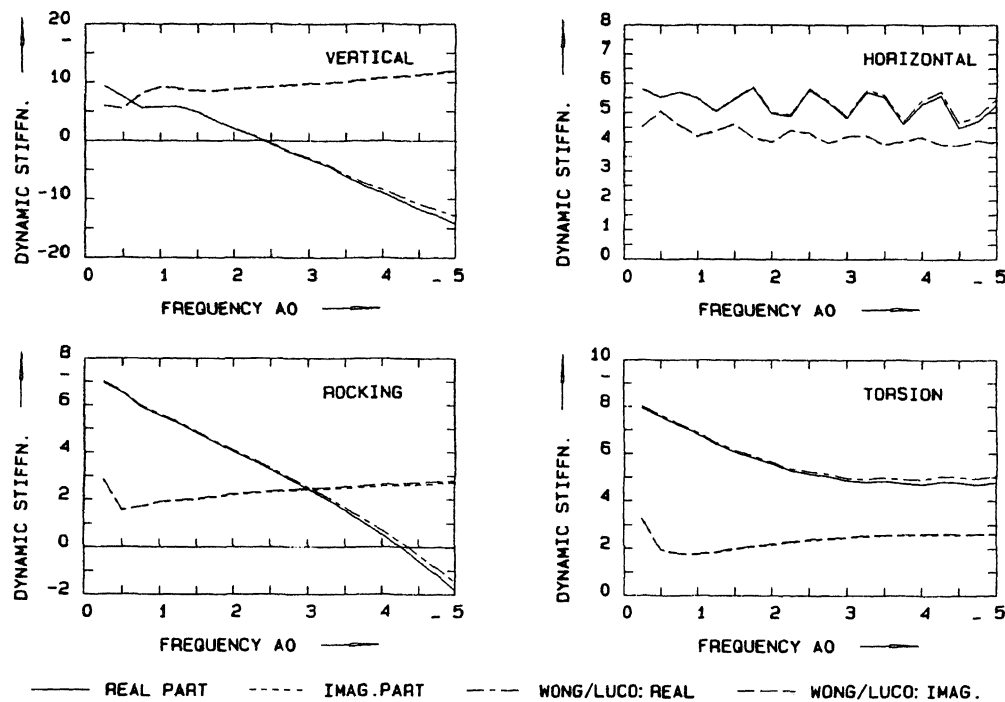 VERTICAL
DYNAMIC STIFFN.
20
10
0
-10
-20
0 1 2 3 4 5
FREQUENCY A0
HORIZONTAL
DYNAMIC STIFFN.
8
7
6
5
4
3
2
1
0
0 1 2 3 4 5
FREQUENCY A0
ROCKING
DYNAMIC STIFFN.
8
6
4
2
0
-2
0 1 2 3 4 5
FREQUENCY A0
TORSION
DYNAMIC STIFFN.
10
8
6
4
2
0
0 1 2 3 4 5
FREQUENCY A0
REAL PART IMAG.PART WONG/LUCO: REAL WONG/LUCO: IMAG.